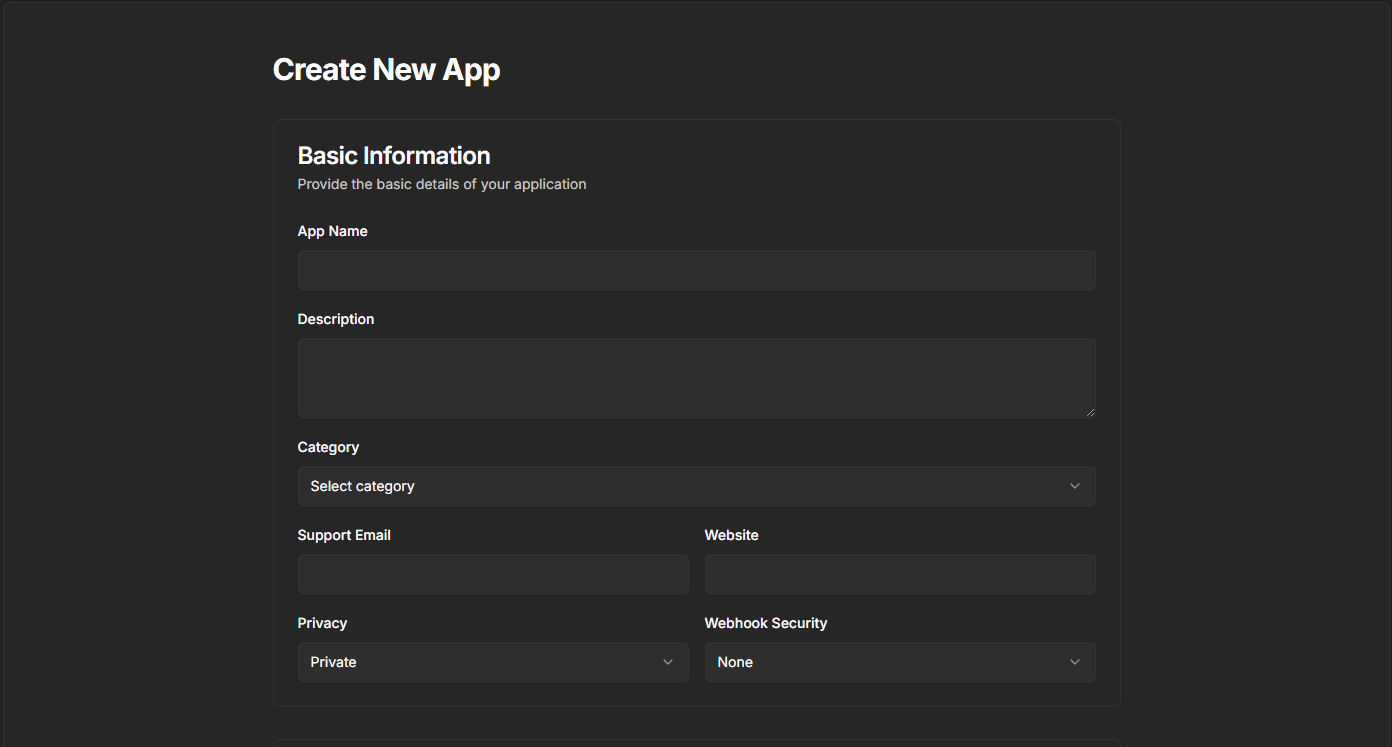 Create New App
Basic Information
Provide the basic details of your application
App Name
Description
Category
Select category
Support Email
Website
Privacy
Webhook Security
Private
None